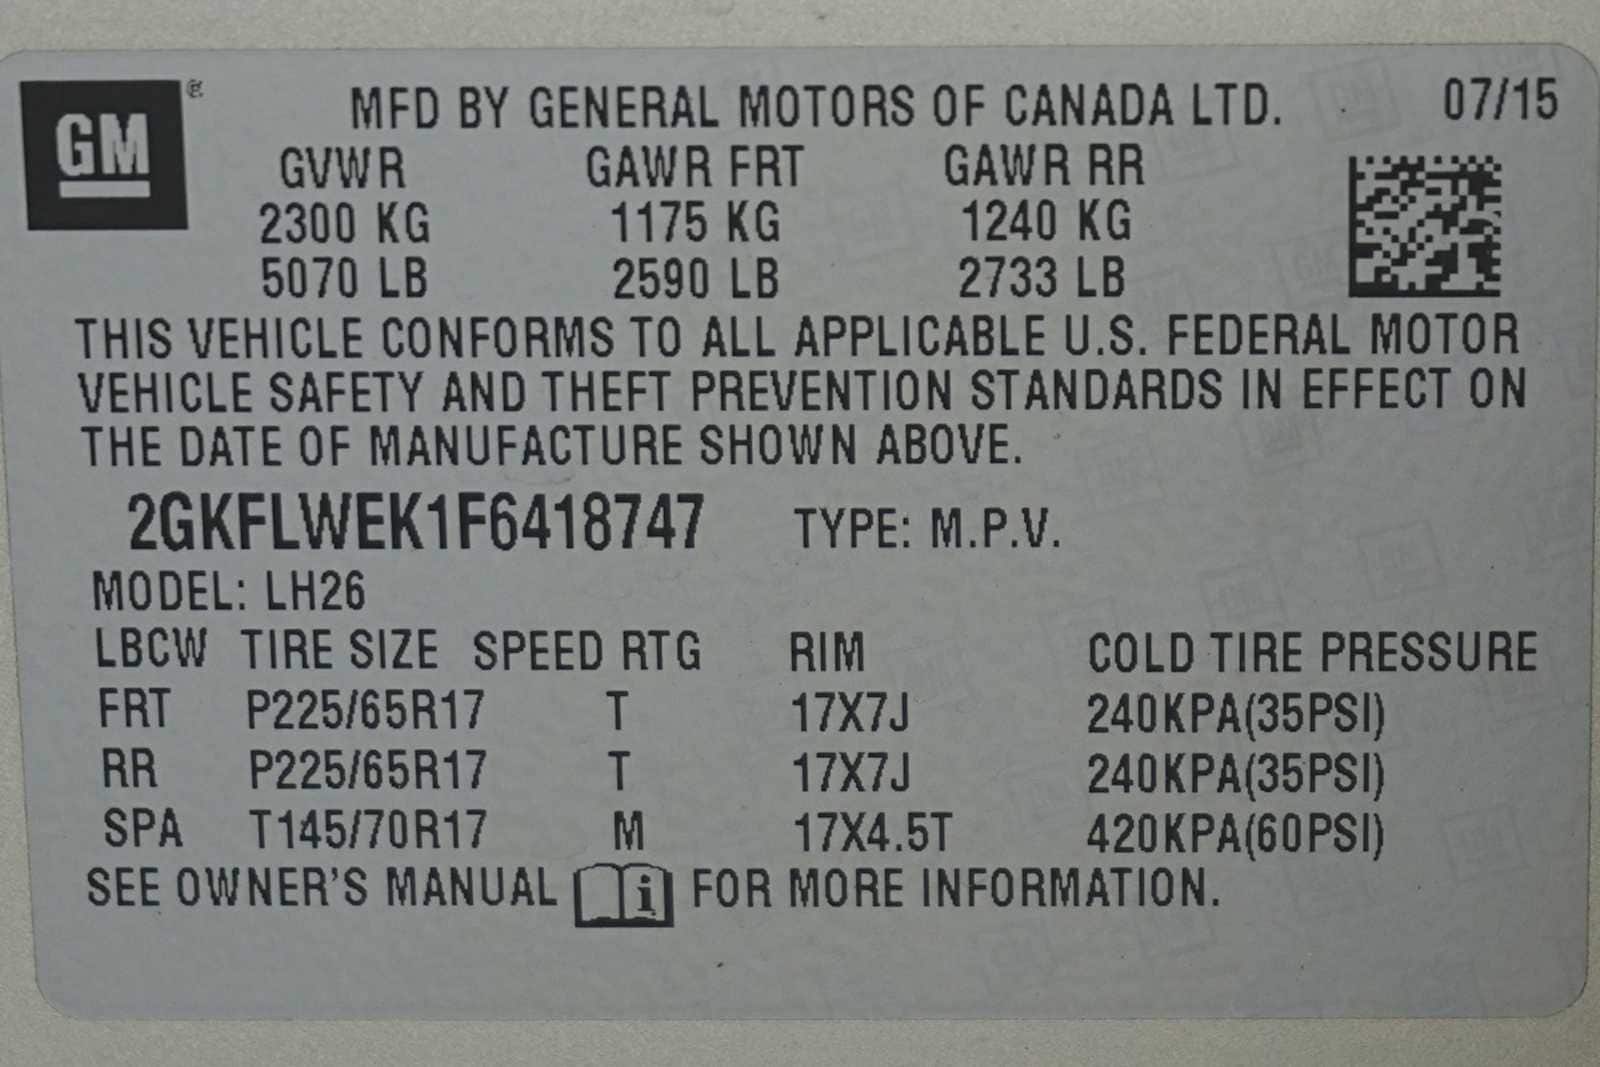 GM ® MFD BY GENERAL MOTORS OF CANADA LTD. 07/15
GVWR GAWR FRT GAWR RR
2300 KG 1175 KG 1240 KG
5070 LB 2590 LB 2733 LB
THIS VEHICLE CONFORMS TO ALL APPLICABLE U.S. FEDERAL MOTOR
VEHICLE SAFETY AND THEFT PREVENTION STANDARDS IN EFFECT ON
THE DATE OF MANUFACTURE SHOWN ABOVE.
2GKFLWEK1F6418747 TYPE: M.P.V.
MODEL: LH26
LBCW TIRE SIZE SPEED RTG RIM COLD TIRE PRESSURE
FRT P225/65R17 T 17X7J 240KPA(35PSI)
RR P225/65R17 T 17X7J 240KPA(35PSI)
SPA T145/70R17 M 17X4.5T 420KPA(60PSI)
SEE OWNER'S MANUAL i FOR MORE INFORMATION.